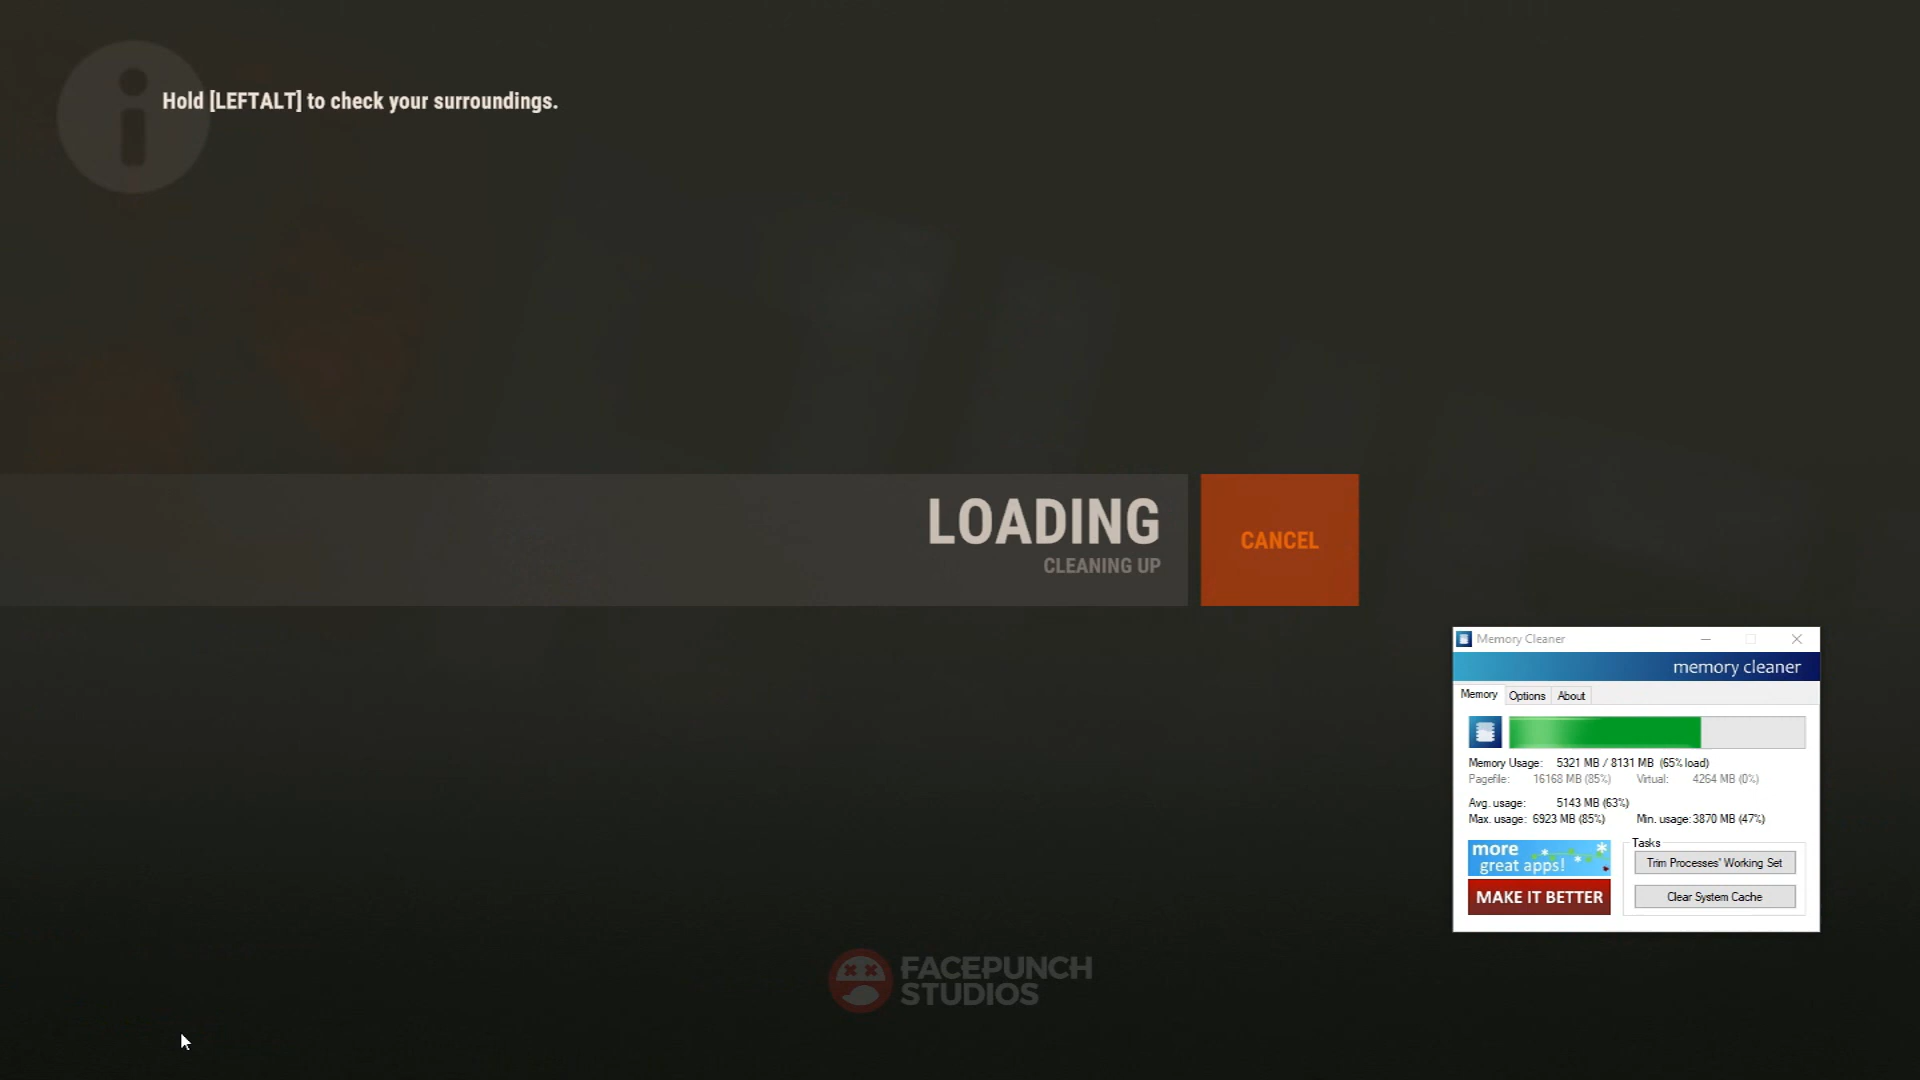 Hold [LEFTALT] to check your surroundings.
LOADING
CLEANING UP
CANCEL
Memory Cleaner
memory cleaner
Memory Options About
Memory Usage: 5321 MB / 8131 MB (65% load)
Pagefile: 16168 MB (85%) Virtual: 4264 MB (0%)
Avg. usage: 5143 MB (63%)
Max. usage: 6923 MB (85%) Min. usage: 3870 MB (47%)
more
great apps!
MAKE IT BETTER
Tasks
Trim Processes' Working Set
Clear System Cache
FACEPUNCH
STUDIOS